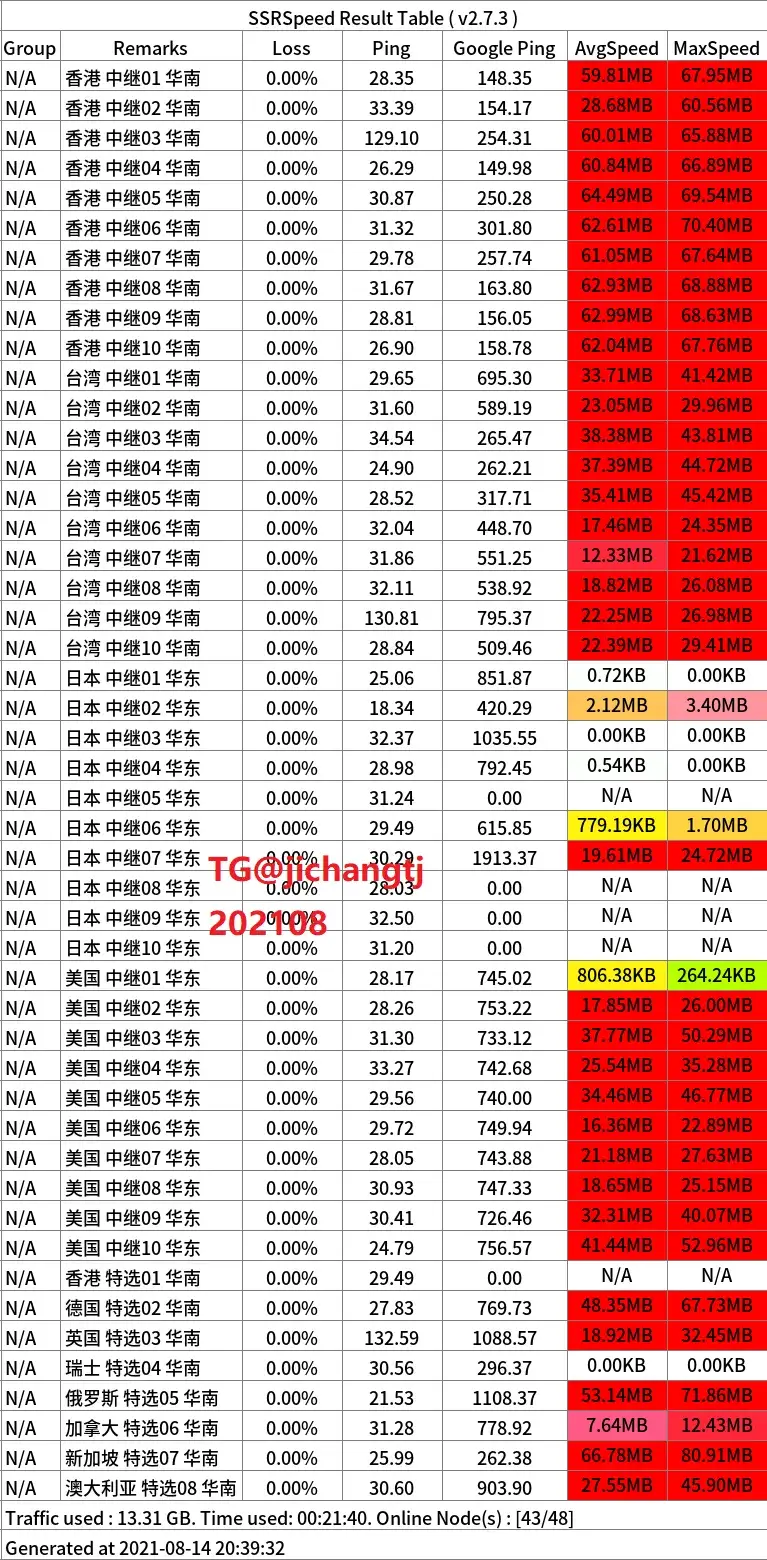 SSRSpeed Result Table ( v2.7.3 )
Group Remarks Loss Ping Google Ping AvgSpeed MaxSpeed
N/A 香港 中继01 华南 0.00% 28.35 148.35 59.81MB 67.95MB
N/A 香港 中继02 华南 0.00% 33.39 154.17 28.68MB 60.56MB
N/A 香港 中继03 华南 0.00% 129.10 254.31 60.01MB 65.88MB
N/A 香港 中继04 华南 0.00% 26.29 149.98 60.84MB 66.89MB
N/A 香港 中继05 华南 0.00% 30.87 250.28 64.49MB 69.54MB
N/A 香港 中继06 华南 0.00% 31.32 301.80 62.61MB 70.40MB
N/A 香港 中继07 华南 0.00% 29.78 257.74 61.05MB 67.64MB
N/A 香港 中继08 华南 0.00% 31.67 163.80 62.93MB 68.88MB
N/A 香港 中继09 华南 0.00% 28.81 156.05 62.99MB 68.63MB
N/A 香港 中继10 华南 0.00% 26.90 158.78 62.04MB 67.76MB
N/A 台湾 中继01 华南 0.00% 29.65 695.30 33.71MB 41.42MB
N/A 台湾 中继02 华南 0.00% 31.60 589.19 23.05MB 29.96MB
N/A 台湾 中继03 华南 0.00% 34.54 265.47 38.38MB 43.81MB
N/A 台湾 中继04 华南 0.00% 24.90 262.21 37.39MB 44.72MB
N/A 台湾 中继05 华南 0.00% 28.52 317.71 35.41MB 45.42MB
N/A 台湾 中继06 华南 0.00% 32.04 448.70 17.46MB 24.35MB
N/A 台湾 中继07 华南 0.00% 31.86 551.25 12.33MB 21.62MB
N/A 台湾 中继08 华南 0.00% 32.11 538.92 18.82MB 26.08MB
N/A 台湾 中继09 华南 0.00% 130.81 795.37 22.25MB 26.98MB
N/A 台湾 中继10 华南 0.00% 28.84 509.46 22.39MB 29.41MB
N/A 日本 中继01 华东 0.00% 25.06 851.87 0.72KB 0.00KB
N/A 日本 中继02 华东 0.00% 18.34 420.29 2.12MB 3.40MB
N/A 日本 中继03 华东 0.00% 32.37 1035.55 0.00KB 0.00KB
N/A 日本 中继04 华东 0.00% 28.98 792.45 0.54KB 0.00KB
N/A 日本 中继05 华东 0.00% 31.24 0.00 N/A N/A
N/A 日本 中继06 华东 0.00% 29.49 615.85 779.19KB 1.70MB
N/A 日本 中继07 华东 0.00% 30.29 1913.37 19.61MB 24.72MB
TG@jichangtj
N/A 日本 中继08 华东 0.00% 28.03 0.00 N/A N/A
N/A 日本 中继09 华东 0.00% 32.50 0.00 N/A N/A
202108
N/A 日本 中继10 华东 0.00% 31.20 0.00 N/A N/A
N/A 美国 中继01 华东 0.00% 28.17 745.02 806.38KB 264.24KB
N/A 美国 中继02 华东 0.00% 28.26 753.22 17.85MB 26.00MB
N/A 美国 中继03 华东 0.00% 31.30 733.12 37.77MB 50.29MB
N/A 美国 中继04 华东 0.00% 33.27 742.68 25.54MB 35.28MB
N/A 美国 中继05 华东 0.00% 29.56 740.00 34.46MB 46.77MB
N/A 美国 中继06 华东 0.00% 29.72 749.94 16.36MB 22.89MB
N/A 美国 中继07 华东 0.00% 28.05 743.88 21.18MB 27.63MB
N/A 美国 中继08 华东 0.00% 30.93 747.33 18.65MB 25.15MB
N/A 美国 中继09 华东 0.00% 30.41 726.46 32.31MB 40.07MB
N/A 美国 中继10 华东 0.00% 24.79 756.57 41.44MB 52.96MB
N/A 香港 特选01 华南 0.00% 29.49 0.00 N/A N/A
N/A 德国 特选02 华南 0.00% 27.83 769.73 48.35MB 67.73MB
N/A 英国 特选03 华南 0.00% 132.59 1088.57 18.92MB 32.45MB
N/A 瑞士 特选04 华南 0.00% 30.56 296.37 0.00KB 0.00KB
N/A 俄罗斯 特选05 华南 0.00% 21.53 1108.37 53.14MB 71.86MB
N/A 加拿大 特选06 华南 0.00% 31.28 778.92 7.64MB 12.43MB
N/A 新加坡 特选07 华南 0.00% 25.99 262.38 66.78MB 80.91MB
N/A 澳大利亚 特选08 华南 0.00% 30.60 903.90 27.55MB 45.90MB
Traffic used : 13.31 GB. Time used: 00:21:40. Online Node(s) : [43/48]
Generated at 2021-08-14 20:39:32